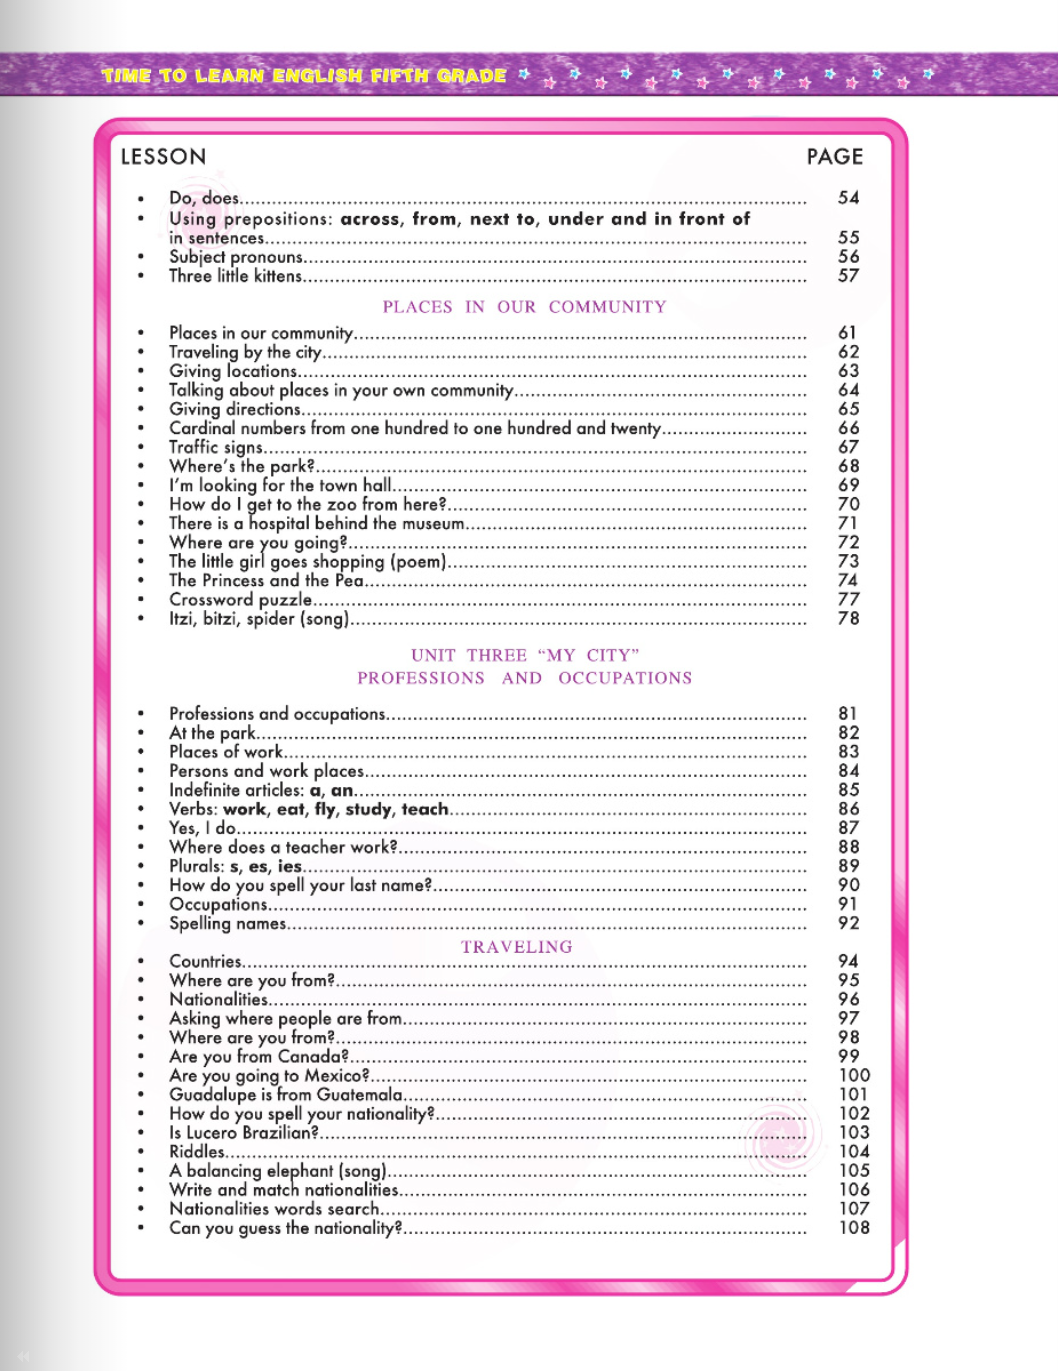 TIME TO LEARN ENGLISH FIFTH GRADE
LESSON PAGE
• Do, does........ 54
• Using prepositions: across, from, next to, under and in front of
in sentences........ 55
• Subject pronouns........ 56
• Three little kittens........ 57
PLACES IN OUR COMMUNITY
• Places in our community........ 61
• Traveling by the city........ 62
• Giving locations........ 63
• Talking about places in your own community........ 64
• Giving directions........ 65
• Cardinal numbers from one hundred to one hundred and twenty........ 66
• Traffic signs........ 67
• Where's the park?........ 68
• I'm looking for the town hall........ 69
• How do I get to the zoo from here?........ 70
• There is a hospital behind the museum........ 71
• Where are you going?........ 72
• The little girl goes shopping (poem)........ 73
• The Princess and the Pea........ 74
• Crossword puzzle........ 77
• Itzi, bitzi, spider (song)........ 78
UNIT THREE “MY CITY”
PROFESSIONS AND OCCUPATIONS
• Professions and occupations........ 81
• At the park........ 82
• Places of work........ 83
• Persons and work places........ 84
• Indefinite articles: a, an........ 85
• Verbs: work, eat, fly, study, teach........ 86
• Yes, I do........ 87
• Where does a teacher work?........ 88
• Plurals: s, es, ies........ 89
• How do you spell your last name?........ 90
• Occupations........ 91
• Spelling names........ 92
TRAVELING
• Countries........ 94
• Where are you from?........ 95
• Nationalities........ 96
• Asking where people are from........ 97
• Where are you from?........ 98
• Are you from Canada?........ 99
• Are you going to Mexico?........ 100
• Guadalupe is from Guatemala........ 101
• How do you spell your nationality?........ 102
• Is Lucero Brazilian?........ 103
• Riddles........ 104
• A balancing elephant (song)........ 105
• Write and match nationalities........ 106
• Nationalities words search........ 107
• Can you guess the nationality?........ 108